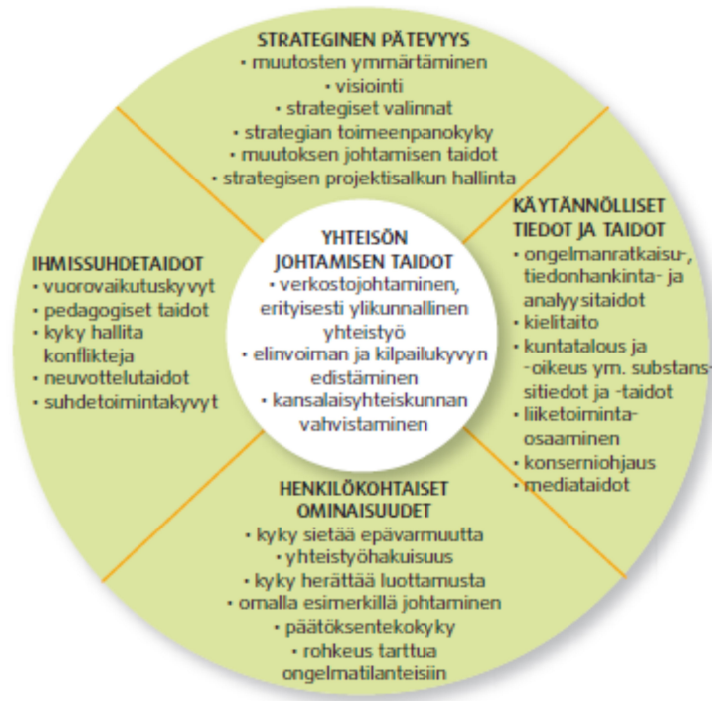 STRATEGINEN PÄTEVYYS
• muutosten ymmärtäminen
• visiointi
• strategiset valinnat
• strategian toimeenpanokyky
• muutoksen johtamisen taidot
• strategisen projektisalkun hallinta
IHMISSUHDETAIDOT
• vuorovaikutuskyvyt
• pedagogiset taidot
• kyky hallita
konflikteja
• neuvottelutaidot
• suhdetoimintakyvyt
YHTEISÖN
JOHTAMISEN TAIDOT
• verkostojohtaminen,
erityisesti ylikunnallinen
yhteistyö
• elinvoiman ja kilpailukyvyn
edistäminen
• kansalaisyhteiskunnan
vahvistaminen
KÄYTÄNNÖLLISET
TIEDOT JA TAIDOT
• ongelmanratkaisu-,
tiedonhankinta- ja
analyysitaidot
• kielitaito
• kuntatalous ja
-oikeus ym. substans-
sitiedot ja -taidot
• liiketoiminta-
osaaminen
• konserniohjaus
• mediataidot
HENKILÖKOHTAISET
OMINAISUUDET
• kyky sietää epävarmuutta
• yhteistyöhakuisuus
• kyky herättää luottamusta
• omalla esimerkillä johtaminen
• päätöksentekokyky
• rohkeus tarttua
ongelmatilanteisiin